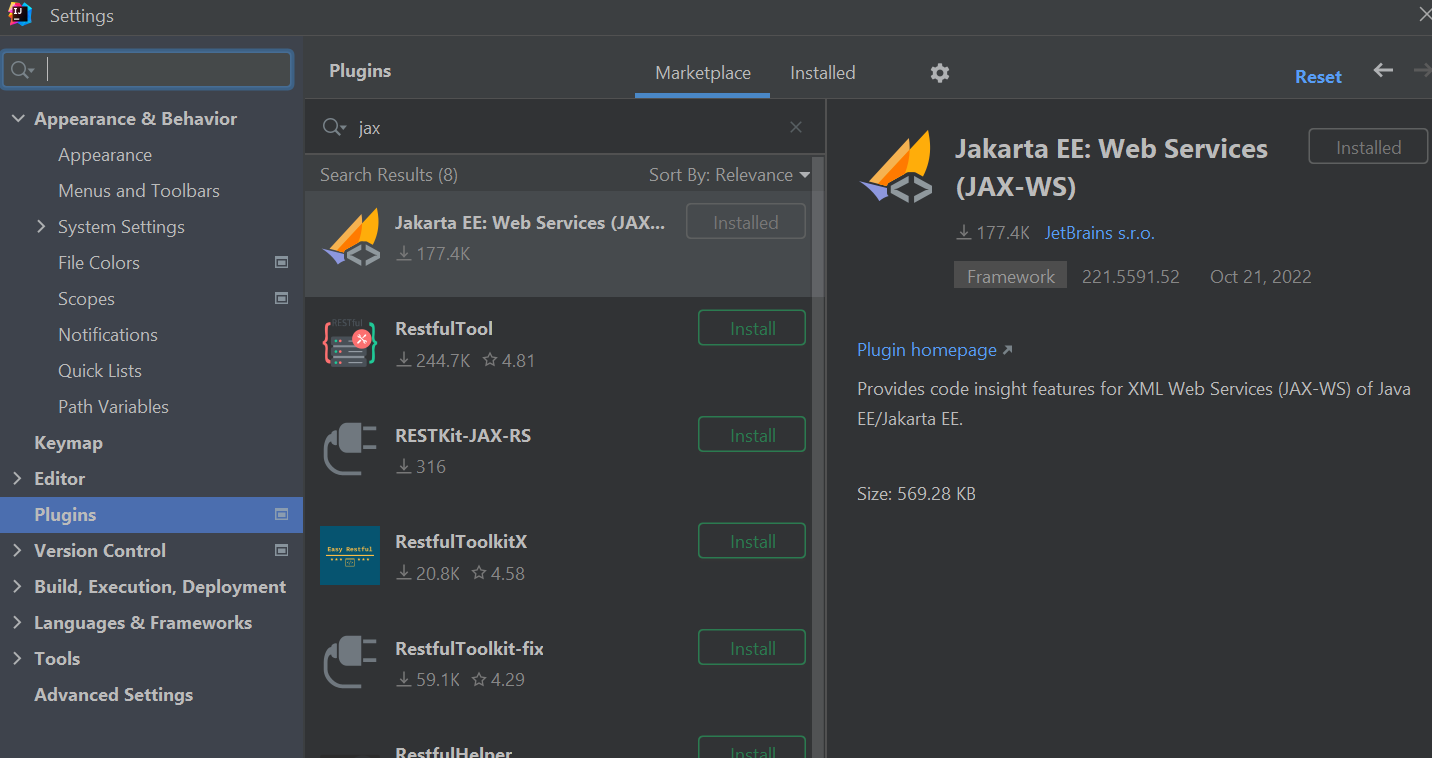 Settings
Appearance & Behavior
Appearance
Menus and Toolbars
System Settings
File Colors
Scopes
Notifications
Quick Lists
Path Variables
Keymap
Editor
Plugins
Version Control
Build, Execution, Deployment
Languages & Frameworks
Tools
Advanced Settings
Plugins
Marketplace
Installed
Reset
jax
Search Results (8)
Sort By: Relevance
Jakarta EE: Web Services (JAX...
Installed
177.4K
RESTful
RestfulTool
Install
244.7K 4.81
RESTKit-JAX-RS
Install
316
Easy Restful
RestfulToolkitX
Install
20.8K 4.58
RestfulToolkit-fix
Install
59.1K 4.29
RestfulHelper
Install
Jakarta EE: Web Services
(JAX-WS)
Installed
177.4K JetBrains s.r.o.
Framework 221.5591.52 Oct 21, 2022
Plugin homepage
Provides code insight features for XML Web Services (JAX-WS) of Java
EE/Jakarta EE.
Size: 569.28 KB